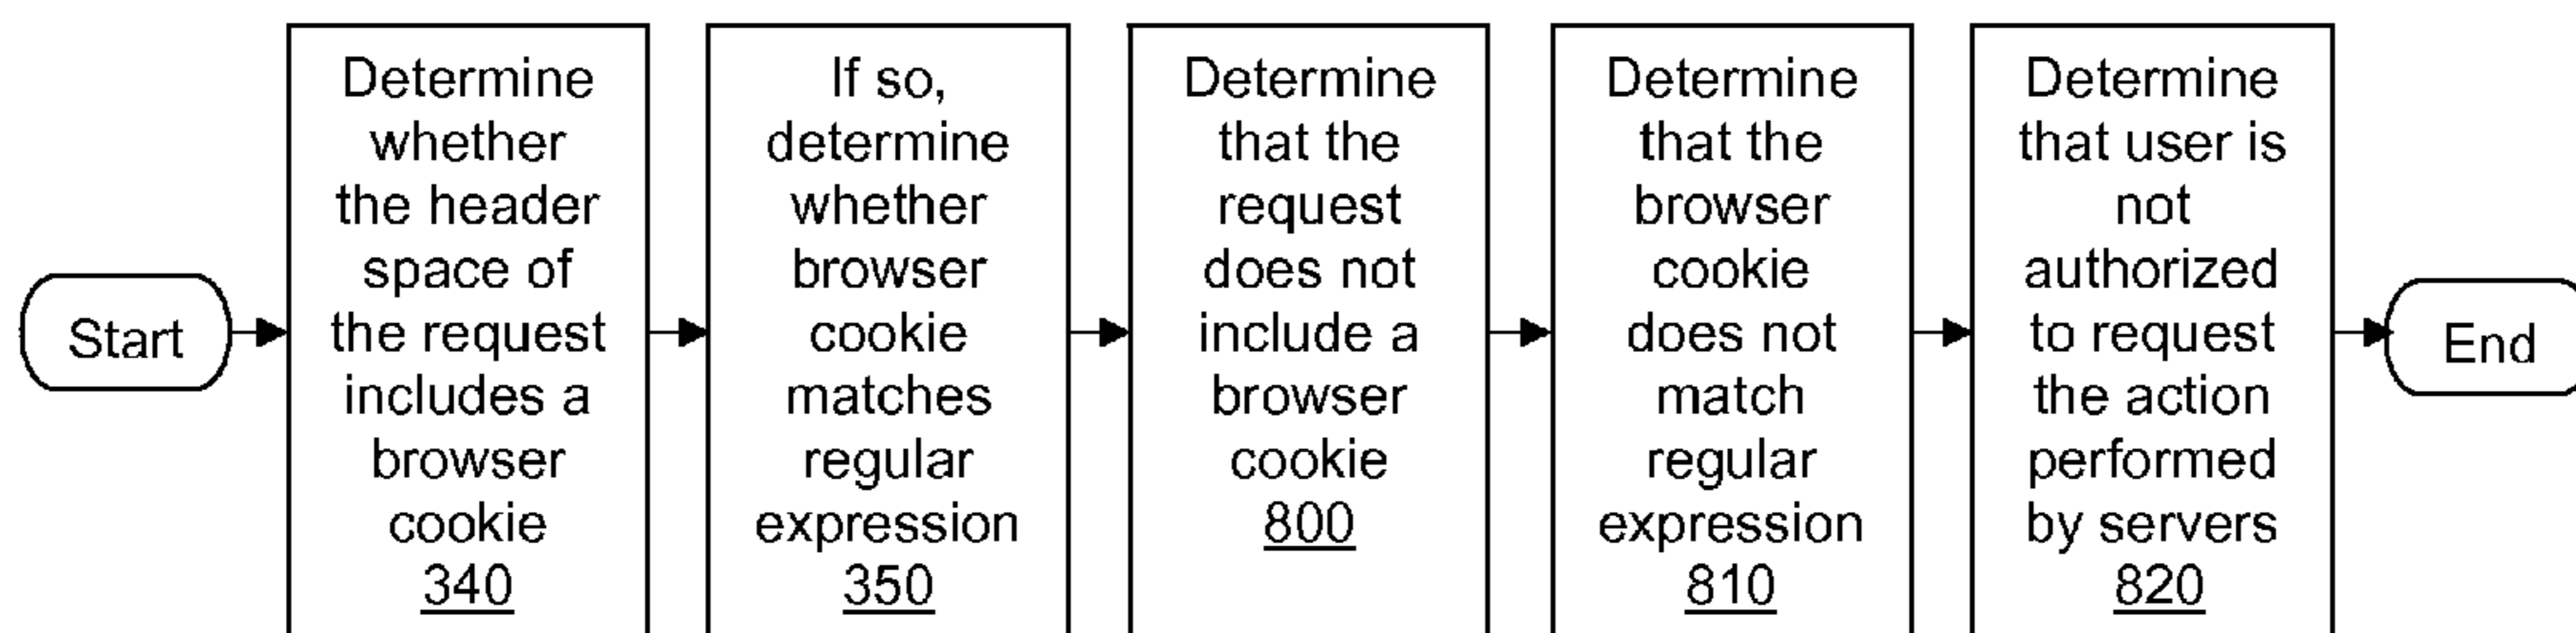 Start
Determine
whether
the header
space of
the request
includes a
browser
cookie
340
If so,
determine
whether
browser
cookie
matches
regular
expression
350
Determine
that the
request
does not
include a
browser
cookie
800
Determine
that the
browser
cookie
does not
match
regular
expression
810
Determine
that user is
not
authorized
to request
the action
performed
by servers
820
End